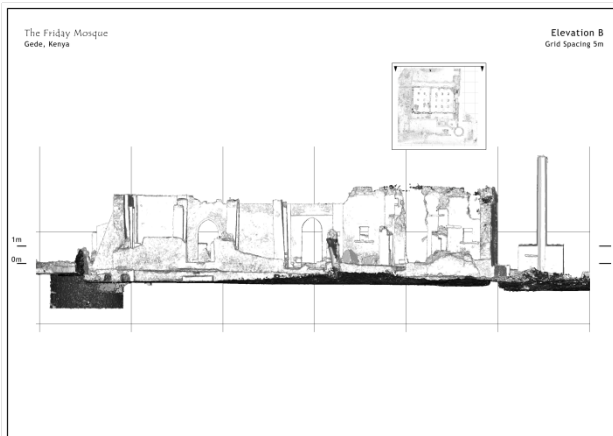 The Friday Mosque
Gede, Kenya
Elevation B
Grid Spacing 5m
1m
0m